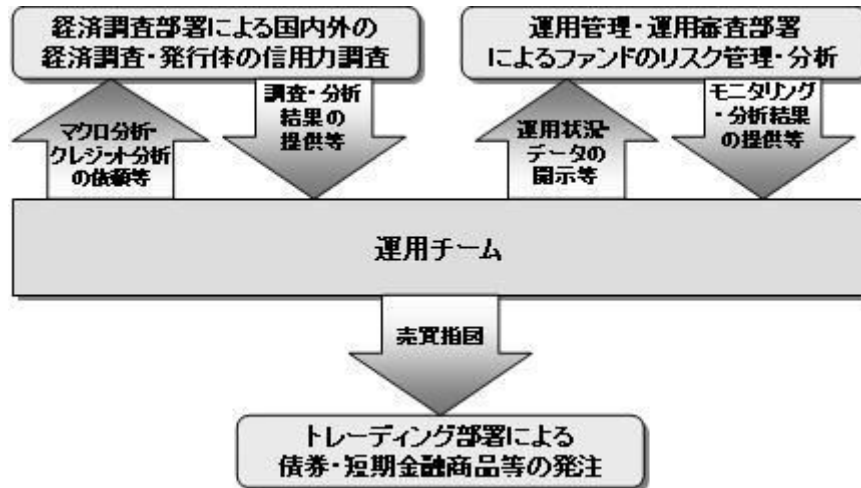 経済調査部署による国内外の
経済調査・発行体の信用力調査
運用管理・運用審査部署
によるファンドのリスク管理・分析
マクロ分析・
クレジット分析
の依頼等
調査・分析
結果の
提供等
運用状況・
データの
開示等
モニタリング
・分析結果
の提供等
運用チーム
売買指図
トレーディング部署による
債券・短期金融商品等の発注